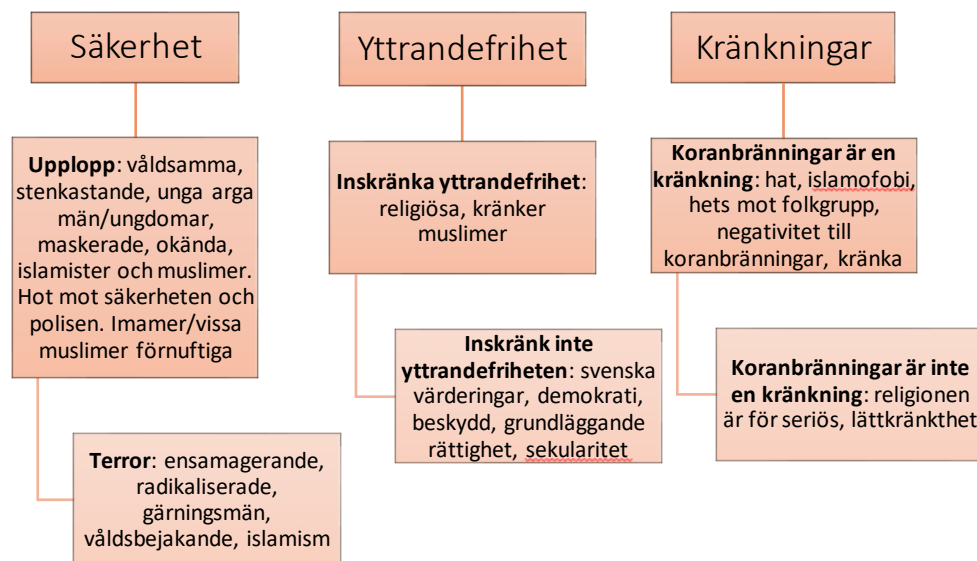 Säkerhet
Upplopp: våldsamma,
stenkastande, unga arga
män/ungdomar,
maskerade, okända,
islamister och muslimer.
Hot mot säkerheten och
polisen. Imamer/vissa
muslimer förnuftiga
Terror: ensamagerande,
radikaliserade,
gärningsmän,
våldsbejakande, islamism
Yttrandefrihet
Inskränka yttrandefrihet:
religiösa, kränker
muslimer
Inskränk inte
yttrandefriheten: svenska
värderingar, demokrati,
beskydd, grundläggande
rättighet, sekularitet
Kränkningar
Koranbränningar är en
kränkning: hat, islamofobi,
hets mot folkgrupp,
negativitet till
koranbränningar, kränka
Koranbränningar är inte
en kränkning: religionen
är för seriös, lättkränkthet